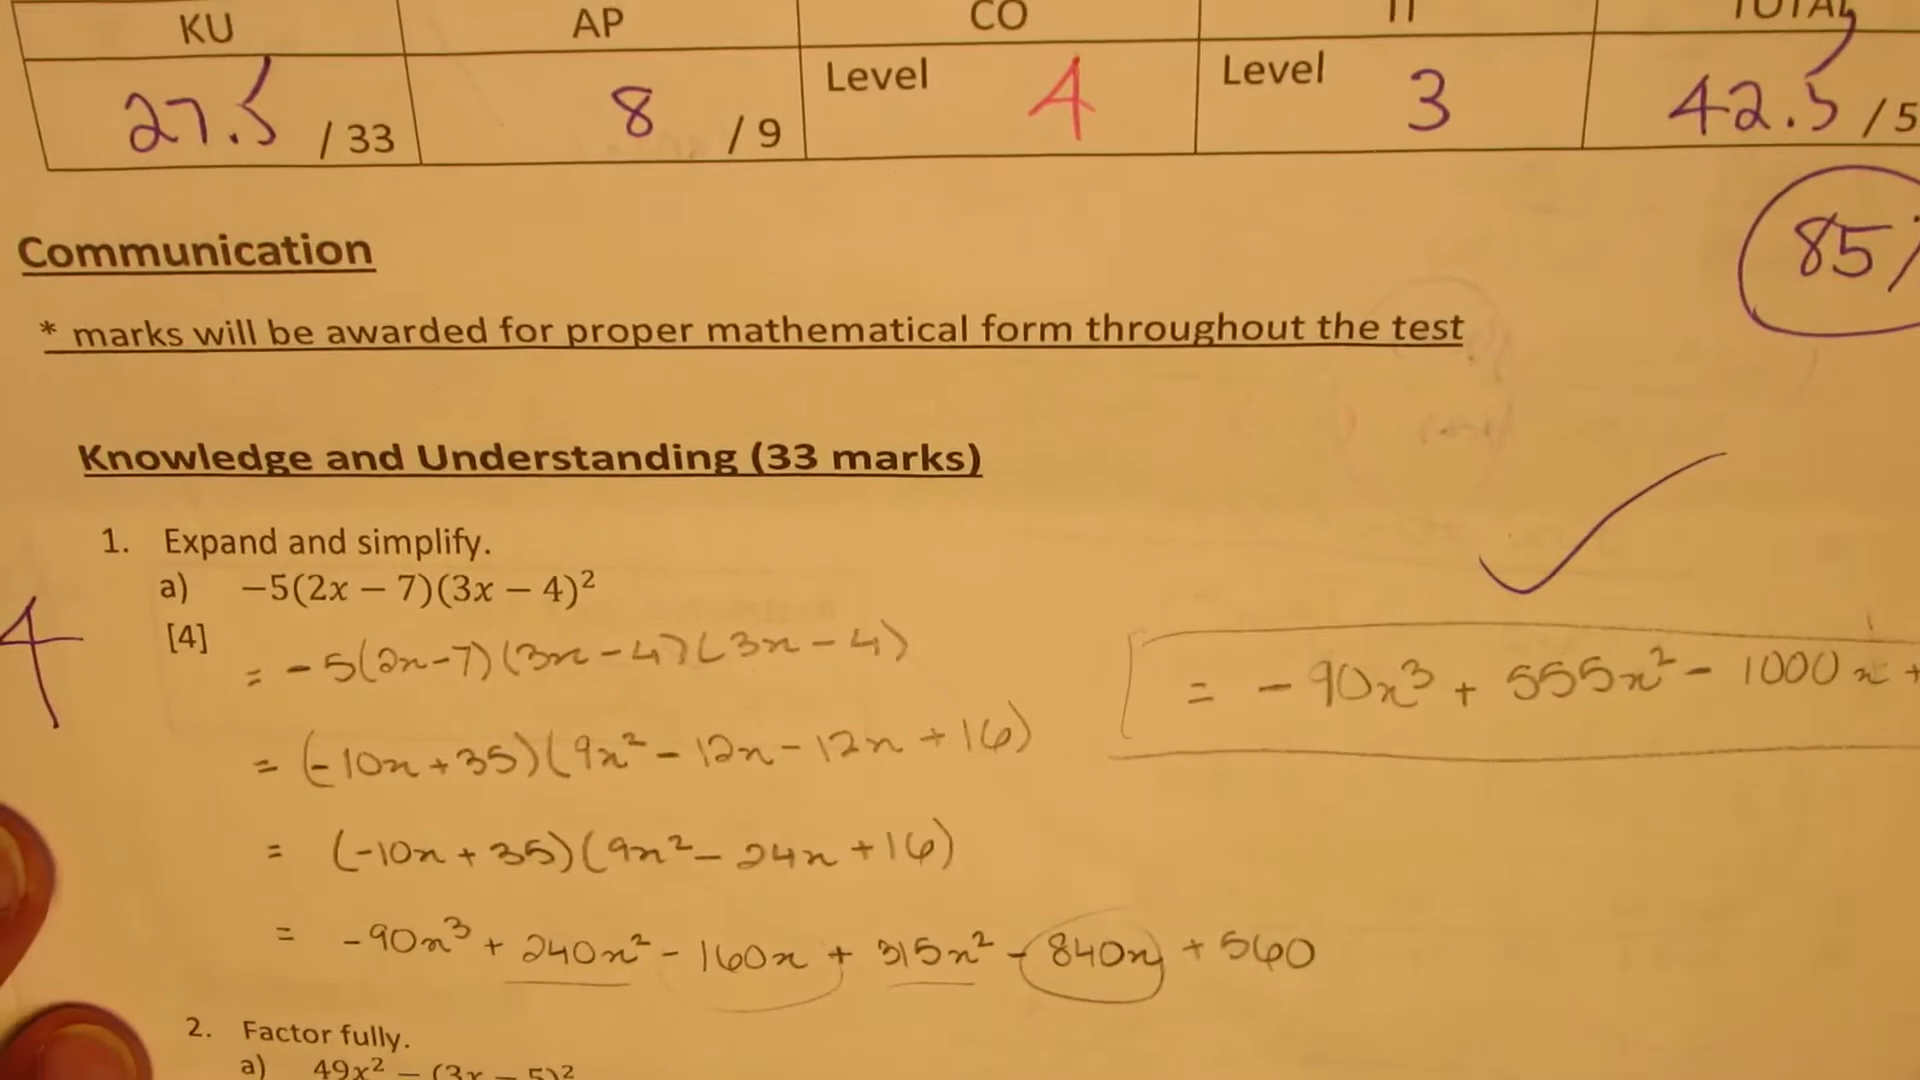 KU AP CO TOTAL
27.5 / 33 8 / 9 Level 4 Level 3 42.5 / 5
85%
Communication
* marks will be awarded for proper mathematical form throughout the test
Knowledge and Understanding (33 marks)
1. Expand and simplify.
a) −5(2x − 7)(3x − 4)²
4 [4]
= -5(2x-7)(3x-4)(3x-4)
= (-10x+35)(9x²-12x-12x+16)
= (-10x+35)(9x²-24x+16)
= -90x³ + 240x² - 160x + 315x² - 840x + 560
= -90x³ + 555x² - 1000x +
2. Factor fully.
a) 49x² − (3x − 5)²